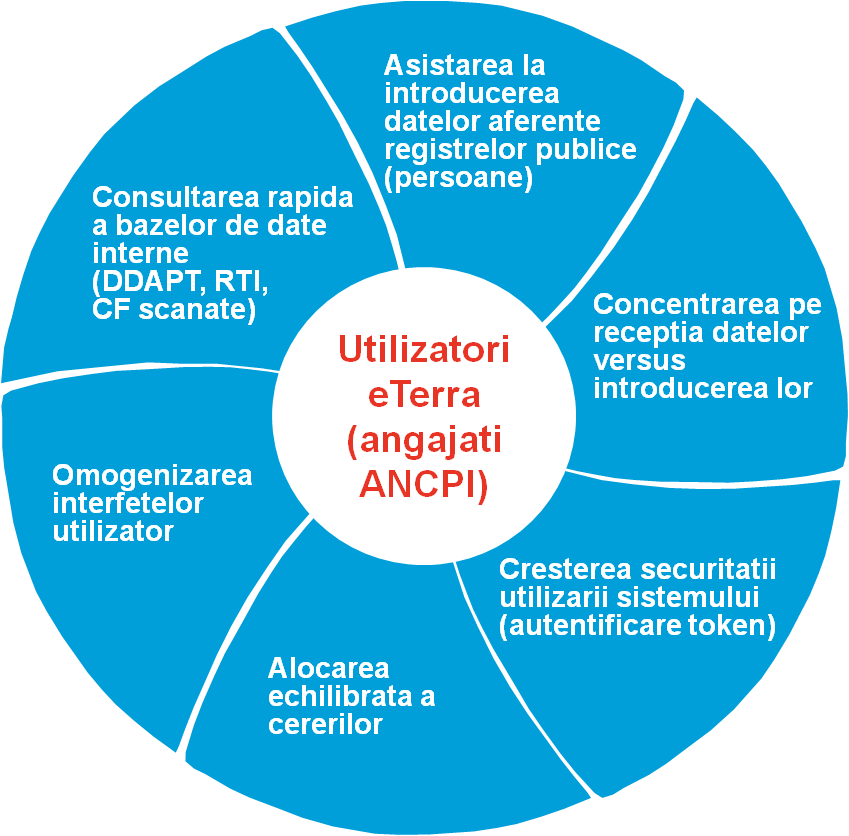 Asistarea la
introducerea
datelor aferente
registrelor publice
(persoane)
Concentrarea pe
receptia datelor
versus
introducerea lor
Cresterea securitatii
utilizarii sistemului
(autentificare token)
Alocarea
echilibrata a
cererilor
Omogenizarea
interfetelor
utilizator
Consultarea rapida
a bazelor de date
interne
(DDAPT, RTI,
CF scanate)
Utilizatori
eTerra
(angajati
ANCPI)